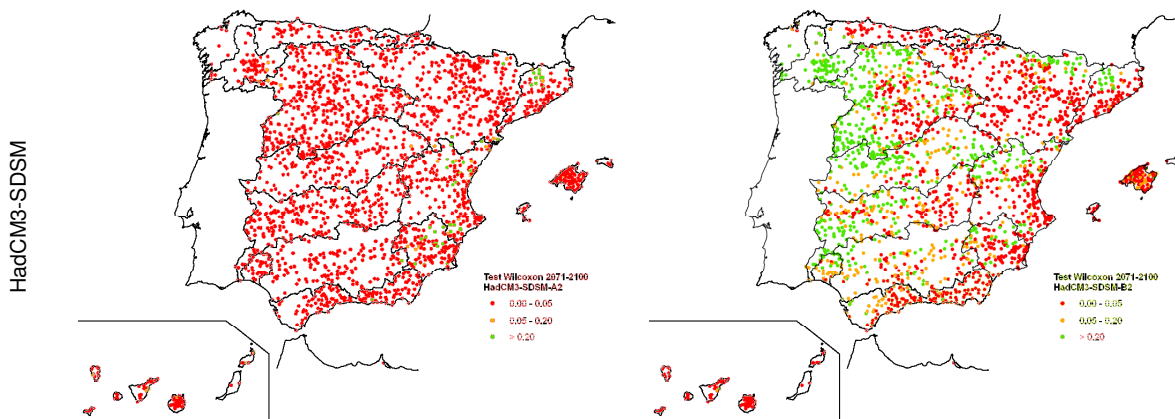 HadCM3-SDSM
Test Wilcoxon 2071-2100
HadCM3-SDSM-A2
0.00 - 0.05
0.05 - 0.20
> 0.20
Test Wilcoxon 2071-2100
HadCM3-SDSM-B2
0.00 - 0.05
0.05 - 0.20
> 0.20